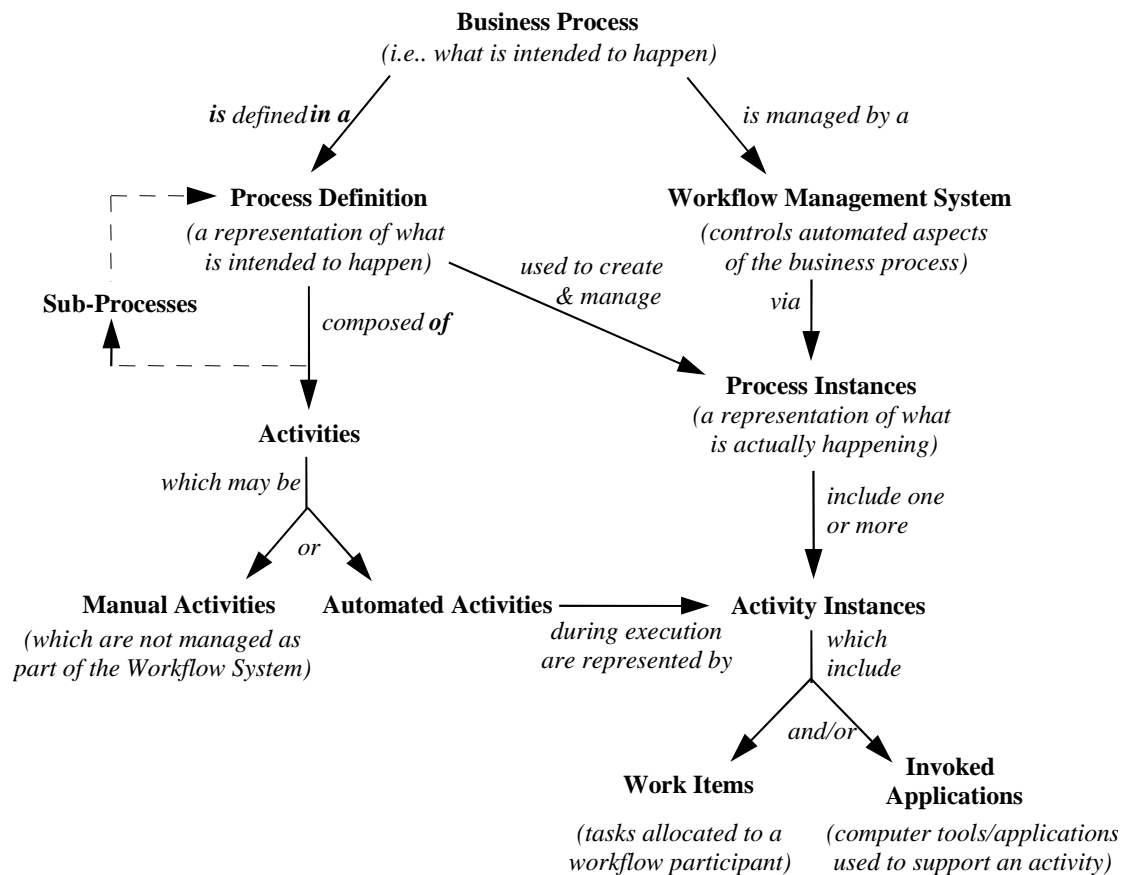 Business Process
(i.e.. what is intended to happen)
is defined in a
is managed by a
Process Definition
(a representation of what
is intended to happen)
Workflow Management System
(controls automated aspects
of the business process)
used to create
& manage
via
Sub-Processes
composed of
Process Instances
(a representation of what
is actually happening)
Activities
which may be
or
include one
or more
Manual Activities
(which are not managed as
part of the Workflow System)
Automated Activities
during execution
are represented by
Activity Instances
which
include
and/or
Work Items
(tasks allocated to a
workflow participant)
Invoked
Applications
(computer tools/applications
used to support an activity)